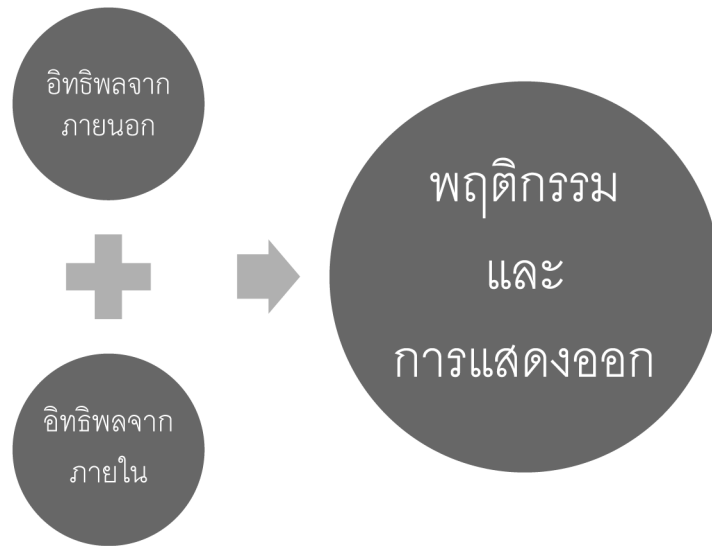 อิทธิพลจาก
ภายนอก
อิทธิพลจาก
ภายใน
พฤติกรรม
และ
การแสดงออก